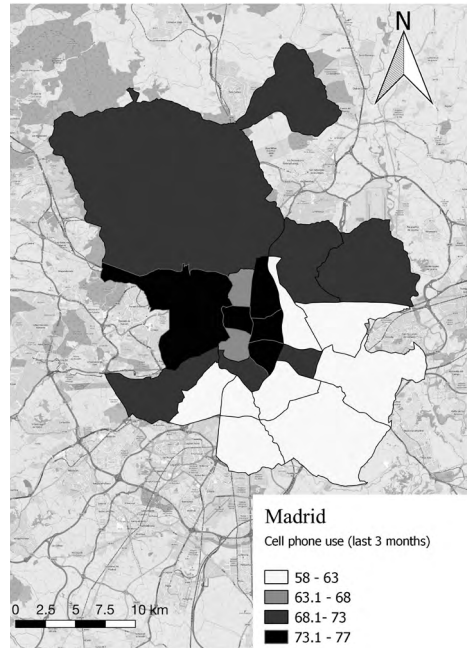 N
Madrid
Cell phone use (last 3 months)
58 - 63
63.1 - 68
68.1- 73
73.1 - 77
0 2.5 5 7.5 10 km